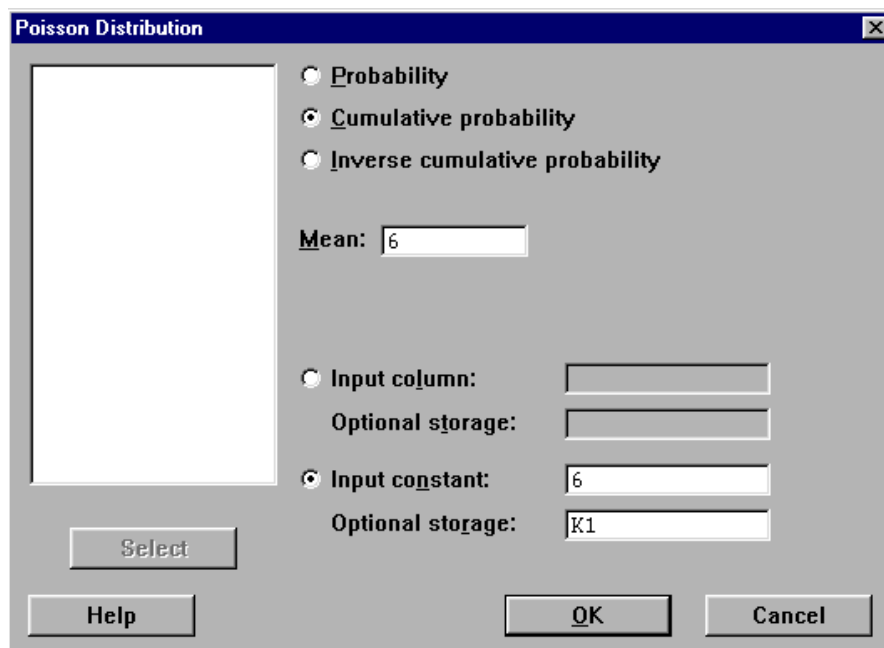 Poisson Distribution
Probability
Cumulative probability
Inverse cumulative probability
Mean: 6
Input column:
Optional storage:
Input constant: 6
Optional storage: K1
Select
Help
OK
Cancel